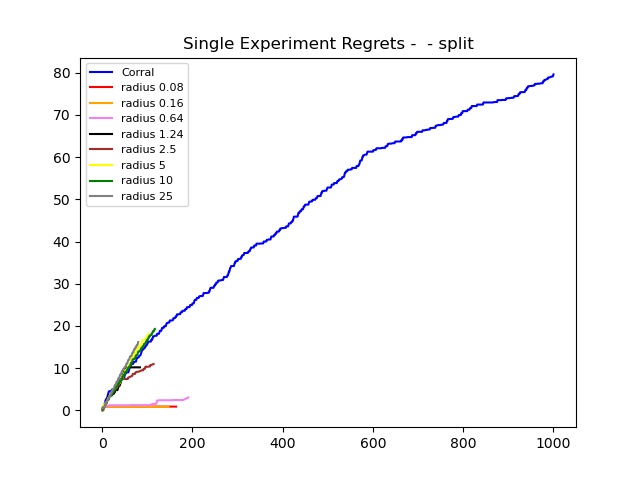 Single Experiment Regrets -  - split
Corral
radius 0.08
radius 0.16
radius 0.64
radius 1.24
radius 2.5
radius 5
radius 10
radius 25
80
70
60
50
40
30
20
10
0
0 200 400 600 800 1000